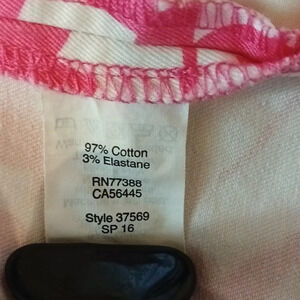 97% Cotton
3% Elastane
RN77388
CA56445
Style 37569
SP 16